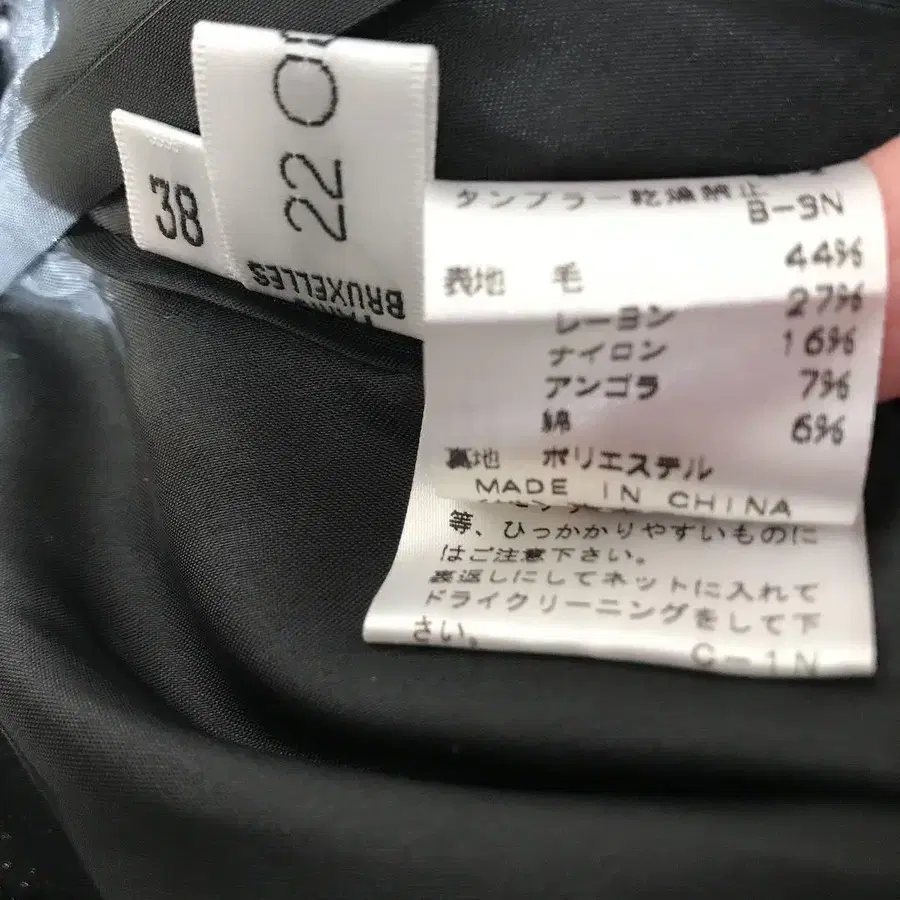 38
22 O
BRUXELLES
タンブラー乾燥禁止
B-9N
表地 毛 44%
レーヨン 27%
ナイロン 16%
アンゴラ 7%
綿 6%
裏地 ポリエステル
MADE IN CHINA
等、ひっかかりやすいものに
はご注意下さい。
裏返しにしてネットに入れて
ドライクリーニングをして下
さい。
C-1N